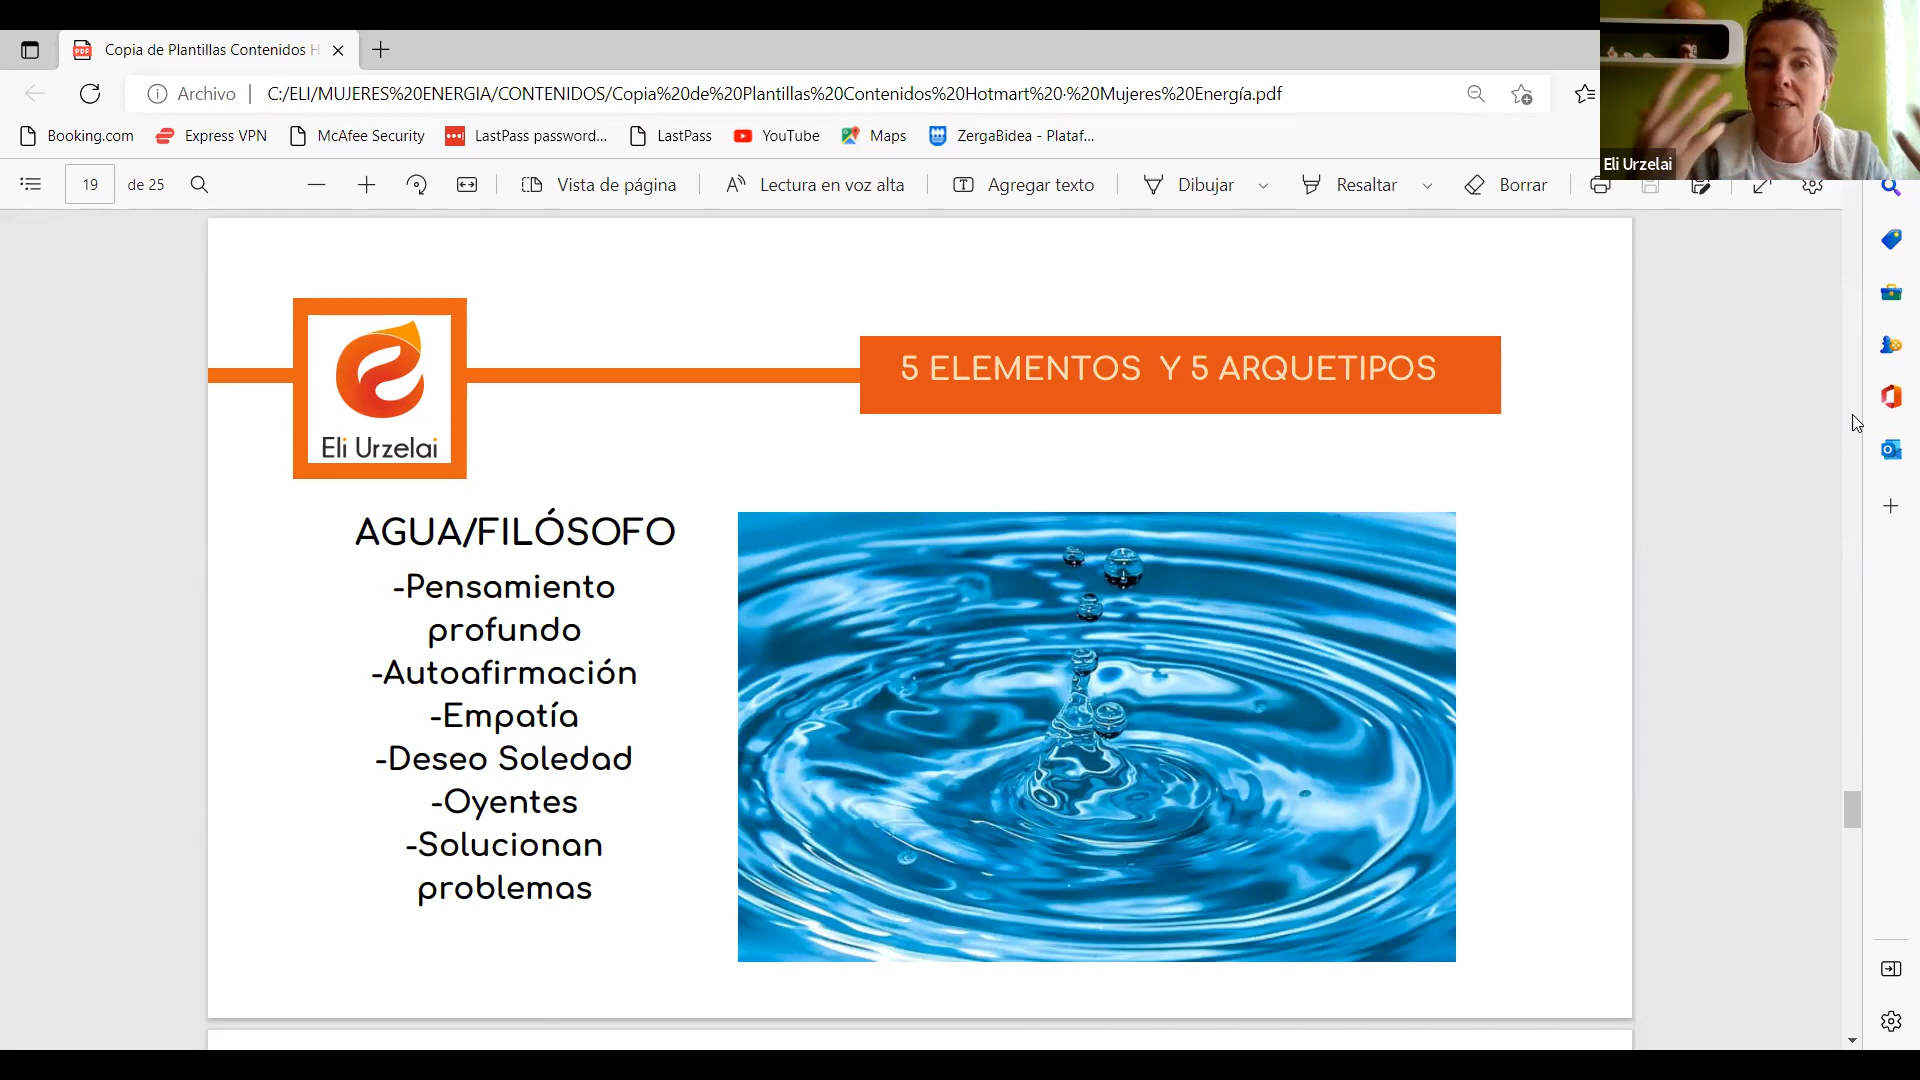 Copia de Plantillas Contenidos H
Archivo
C:/ELI/MUJERES%20ENERGIA/CONTENIDOS/Copia%20de%20Plantillas%20Contenidos%20Hotmart%20·%20Mujeres%20Energía.pdf
Booking.com
Express VPN
McAfee Security
LastPass password...
LastPass
YouTube
Maps
ZergaBidea - Plataf...
Eli Urzelai
19
de 25
Vista de página
Lectura en voz alta
Agregar texto
Dibujar
Resaltar
Borrar
5 ELEMENTOS Y 5 ARQUETIPOS
Eli Urzelai
AGUA/FILÓSOFO
-Pensamiento
profundo
-Autoafirmación
-Empatía
-Deseo Soledad
-Oyentes
-Solucionan
problemas